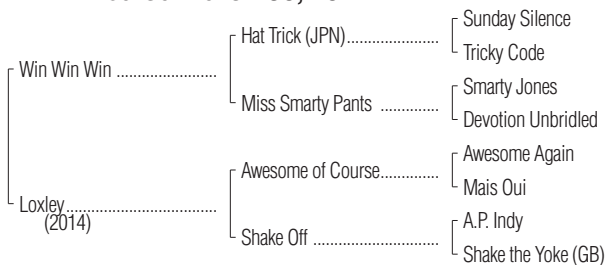 Sunday Silence
Hat Trick (JPN)....................
Tricky Code
Win Win Win ......................
Smarty Jones
Miss Smarty Pants .............
Devotion Unbridled
Awesome Again
Awesome of Course.............
Mais Oui
Loxley.................................
(2014)
A.P. Indy
Shake Off ...........................
Shake the Yoke (GB)